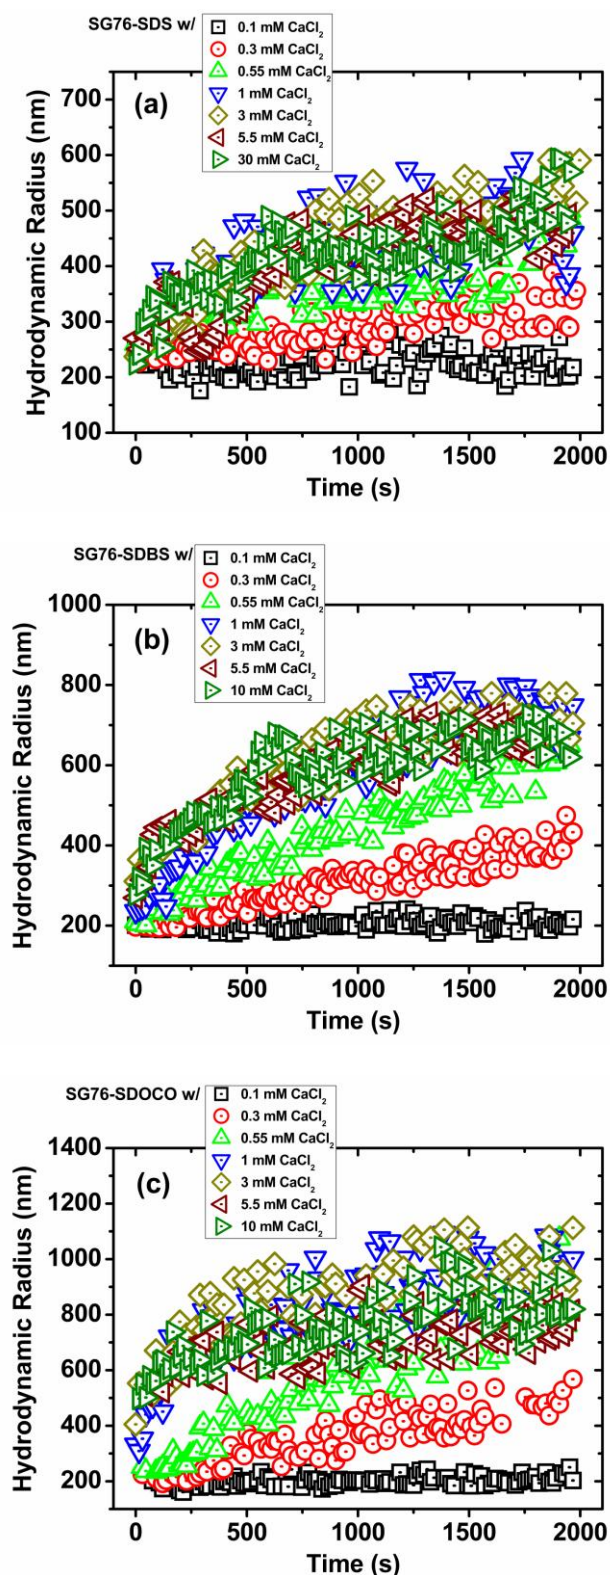 SG76-SDS w/
0.1 mM CaCl₂
0.3 mM CaCl₂
0.55 mM CaCl₂
1 mM CaCl₂
3 mM CaCl₂
5.5 mM CaCl₂
30 mM CaCl₂
(a)
Hydrodynamic Radius (nm)
700
600
500
400
300
200
100
0 500 1000 1500 2000
Time (s)
SG76-SDBS w/
0.1 mM CaCl₂
0.3 mM CaCl₂
0.55 mM CaCl₂
1 mM CaCl₂
3 mM CaCl₂
5.5 mM CaCl₂
10 mM CaCl₂
(b)
Hydrodynamic Radius (nm)
1000
800
600
400
200
0 500 1000 1500 2000
Time (s)
SG76-SDOCO w/
0.1 mM CaCl₂
0.3 mM CaCl₂
0.55 mM CaCl₂
1 mM CaCl₂
3 mM CaCl₂
5.5 mM CaCl₂
10 mM CaCl₂
(c)
Hydrodynamic Radius (nm)
1400
1200
1000
800
600
400
200
0 500 1000 1500 2000
Time (s)